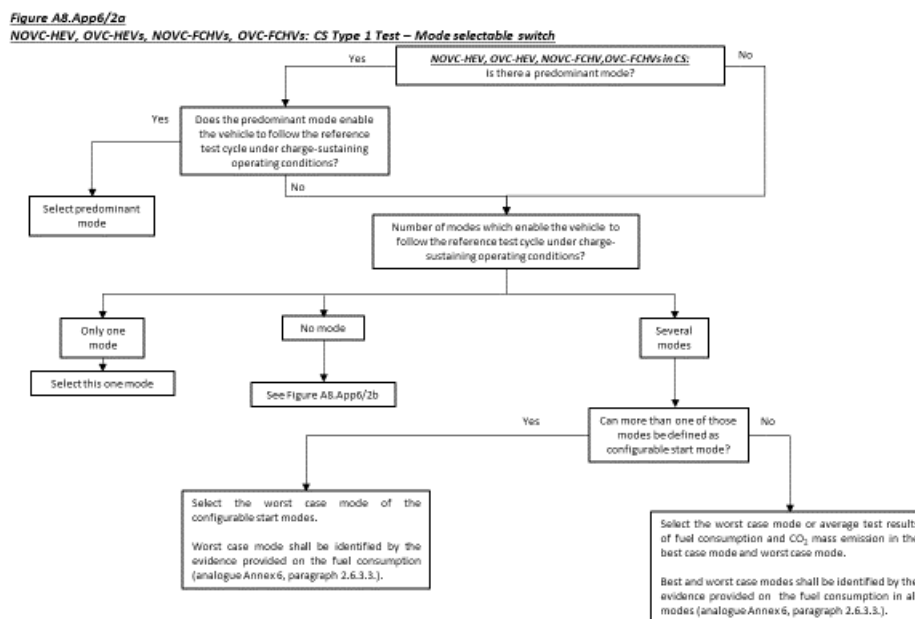 Figure A8.App6/2a
NOVC-HEV, OVC-HEVs, NOVC-FCHVs, OVC-FCHVs: CS Type 1 Test – Mode selectable switch
NOVC-HEV, OVC-HEV, NOVC-FCHV,OVC-FCHVs in CS:
Is there a predominant mode?
Yes
No
Does the predominant mode enable
the vehicle to follow the reference
test cycle under charge-sustaining
operating conditions?
Yes
No
Select predominant
mode
Number of modes which enable the vehicle to
follow the reference test cycle under charge-
sustaining operating conditions?
Only one
mode
No mode
Several
modes
Select this one mode
See Figure A8.App6/2b
Can more than one of those
modes be defined as
configurable start mode?
Yes
No
Select the worst case mode of the
configurable start modes.
Worst case mode shall be identified by the
evidence provided on the fuel consumption
(analogue Annex 6, paragraph 2.6.3.3.).
Select the worst case mode or average test results
of fuel consumption and CO₂ mass emission in the
best case mode and worst case mode.
Best and worst case modes shall be identified by the
evidence provided on the fuel consumption in all
modes (analogue Annex 6, paragraph 2.6.3.3.).